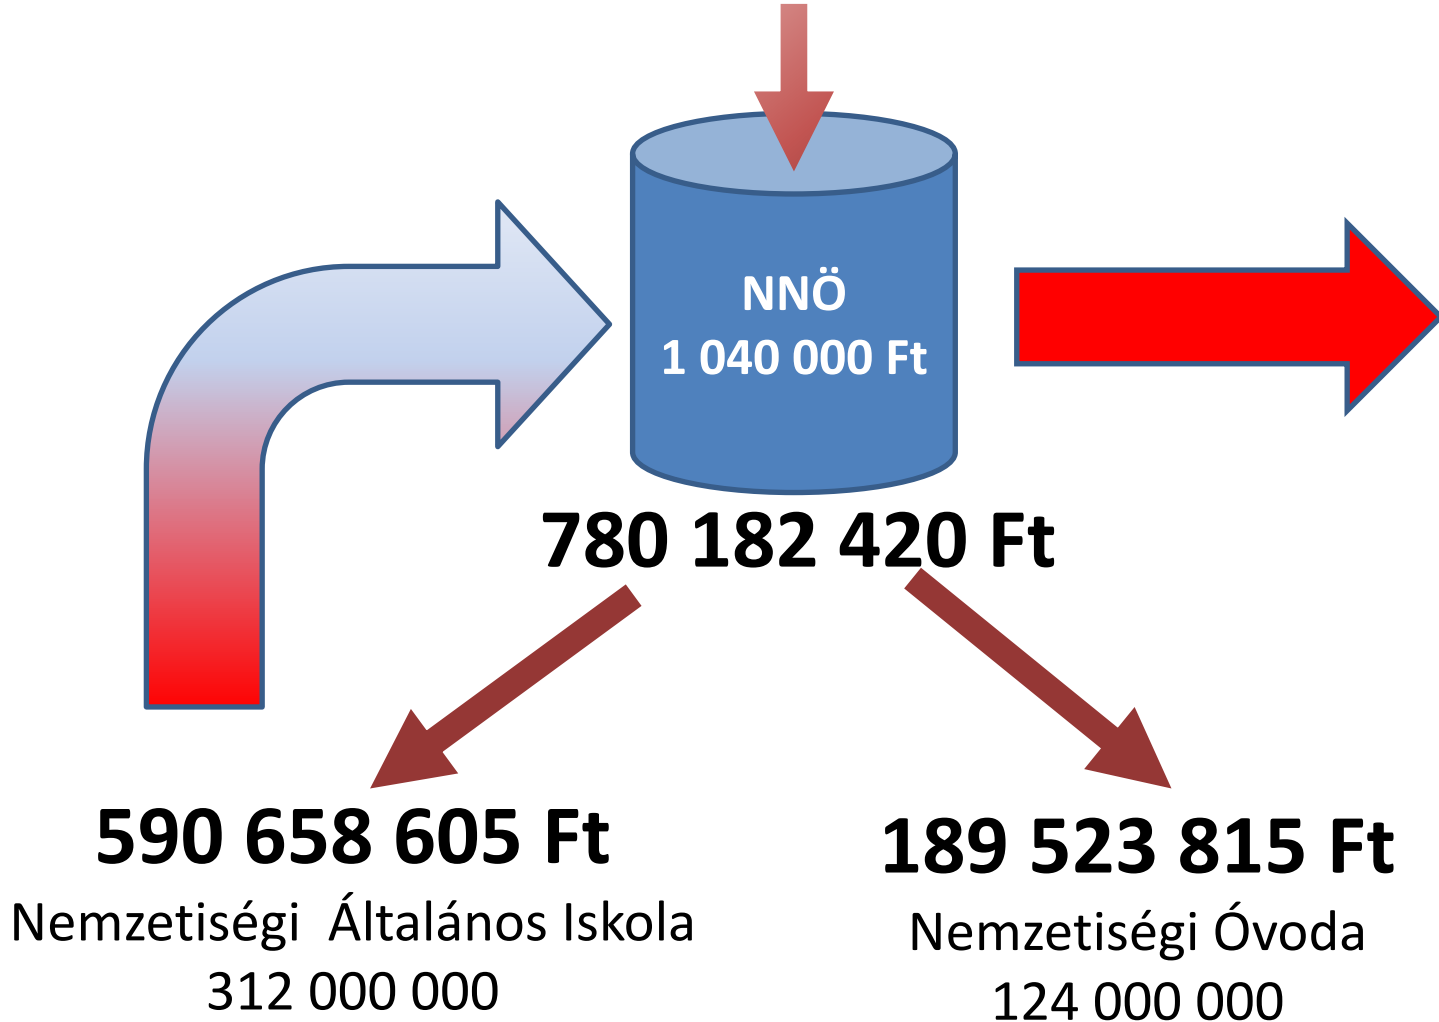 NNÖ
1 040 000 Ft
780 182 420 Ft
590 658 605 Ft
Nemzetiségi Általános Iskola
312 000 000
189 523 815 Ft
Nemzetiségi Óvoda
124 000 000